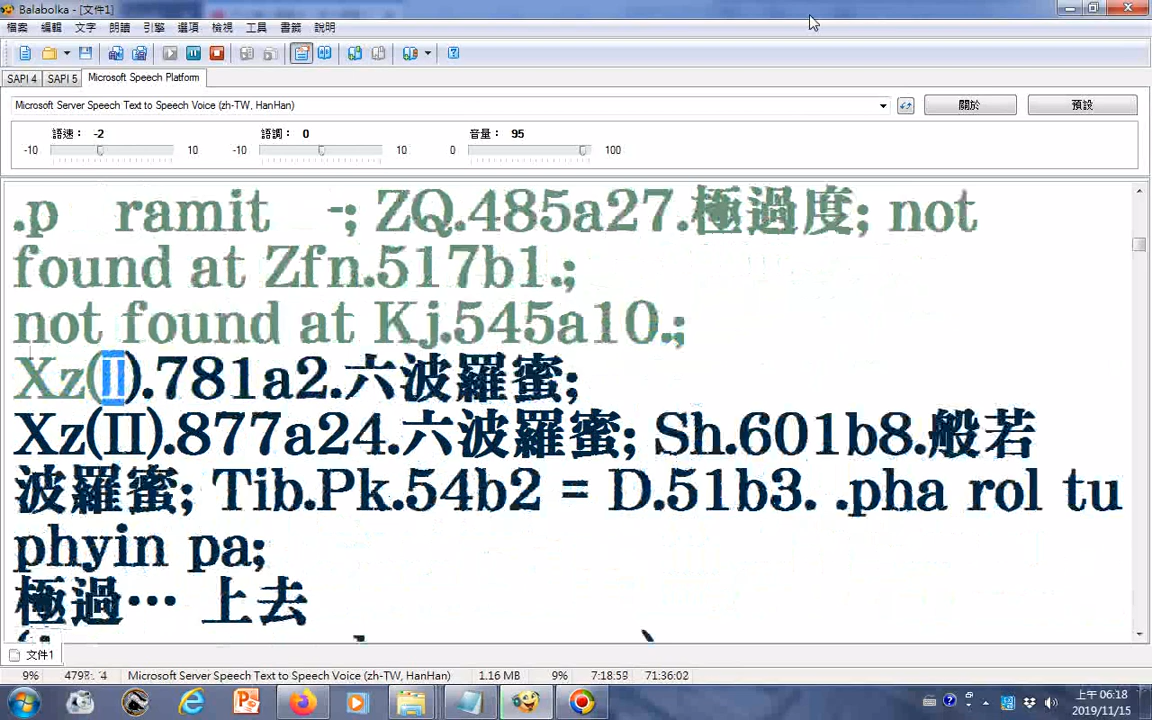 Balabolka - [文件1]
檔案 編輯 文字 朗讀 引擎 選項 檢視 工具 書籤 說明
SAPI 4 SAPI 5 Microsoft Speech Platform
Microsoft Server Speech Text to Speech Voice (zh-TW, HanHan) 關於 預設
語速： -2 語調： 0 音量： 95
-10 10 -10 10 0 100
.p ramit -; ZQ.485a27.極過度; not
found at Zfn.517b1.;
not found at Kj.545a10.;
Xz(II).781a2.六波羅蜜;
Xz(II).877a24.六波羅蜜; Sh.601b8.般若
波羅蜜; Tib.Pk.54b2 = D.51b3. .pha rol tu
phyin pa;
極過… 上去
文件1
9% Microsoft Server Speech Text to Speech Voice (zh-TW, HanHan) 1.16 MB 9% 7:18:59 71:36:02
上午 06:18
2019/11/15